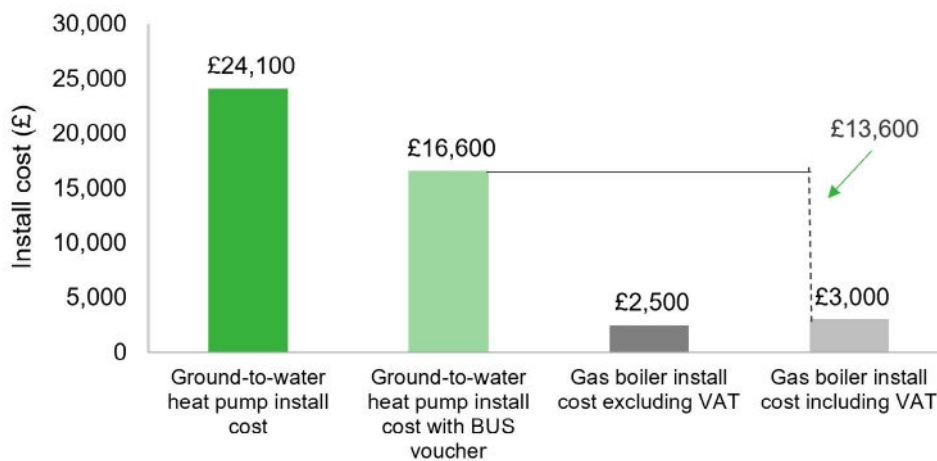 Install cost (£)
30,000
25,000
20,000
15,000
10,000
5,000
0
£24,100
£16,600
£2,500
£3,000
£13,600
Ground-to-water
heat pump install
cost
Ground-to-water
heat pump install
cost with BUS
voucher
Gas boiler install
cost excluding VAT
Gas boiler install
cost including VAT